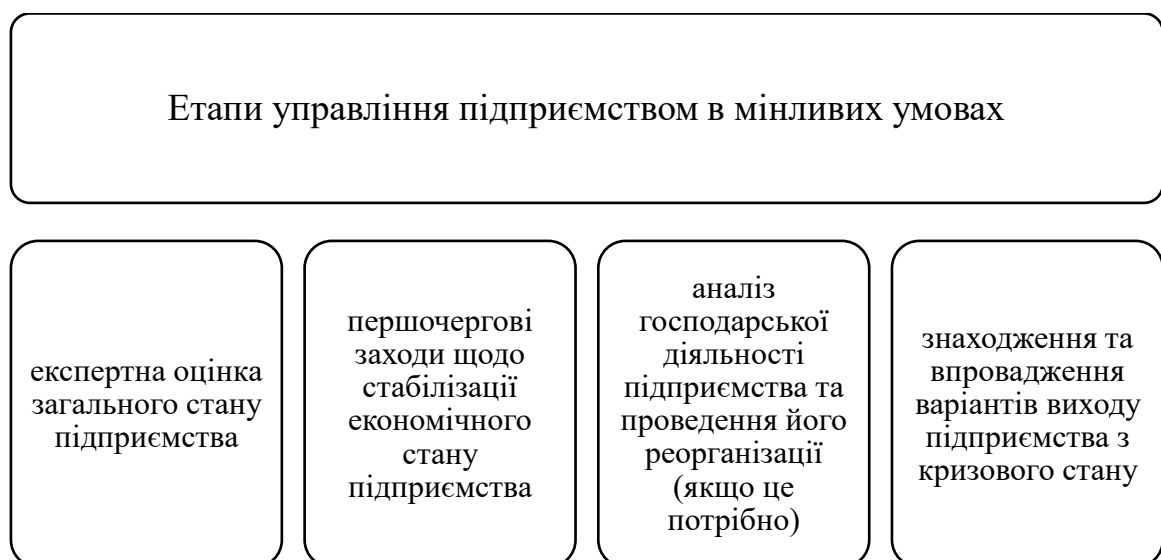 Етапи управління підприємством в мінливих умовах
експертна оцінка
загального стану
підприємства
першочергові
заходи щодо
стабілізації
економічного
стану
підприємства
аналіз
господарської
діяльності
підприємства та
проведення його
реорганізації
(якщо це
потрібно)
знаходження та
впровадження
варіантів виходу
підприємства з
кризового стану